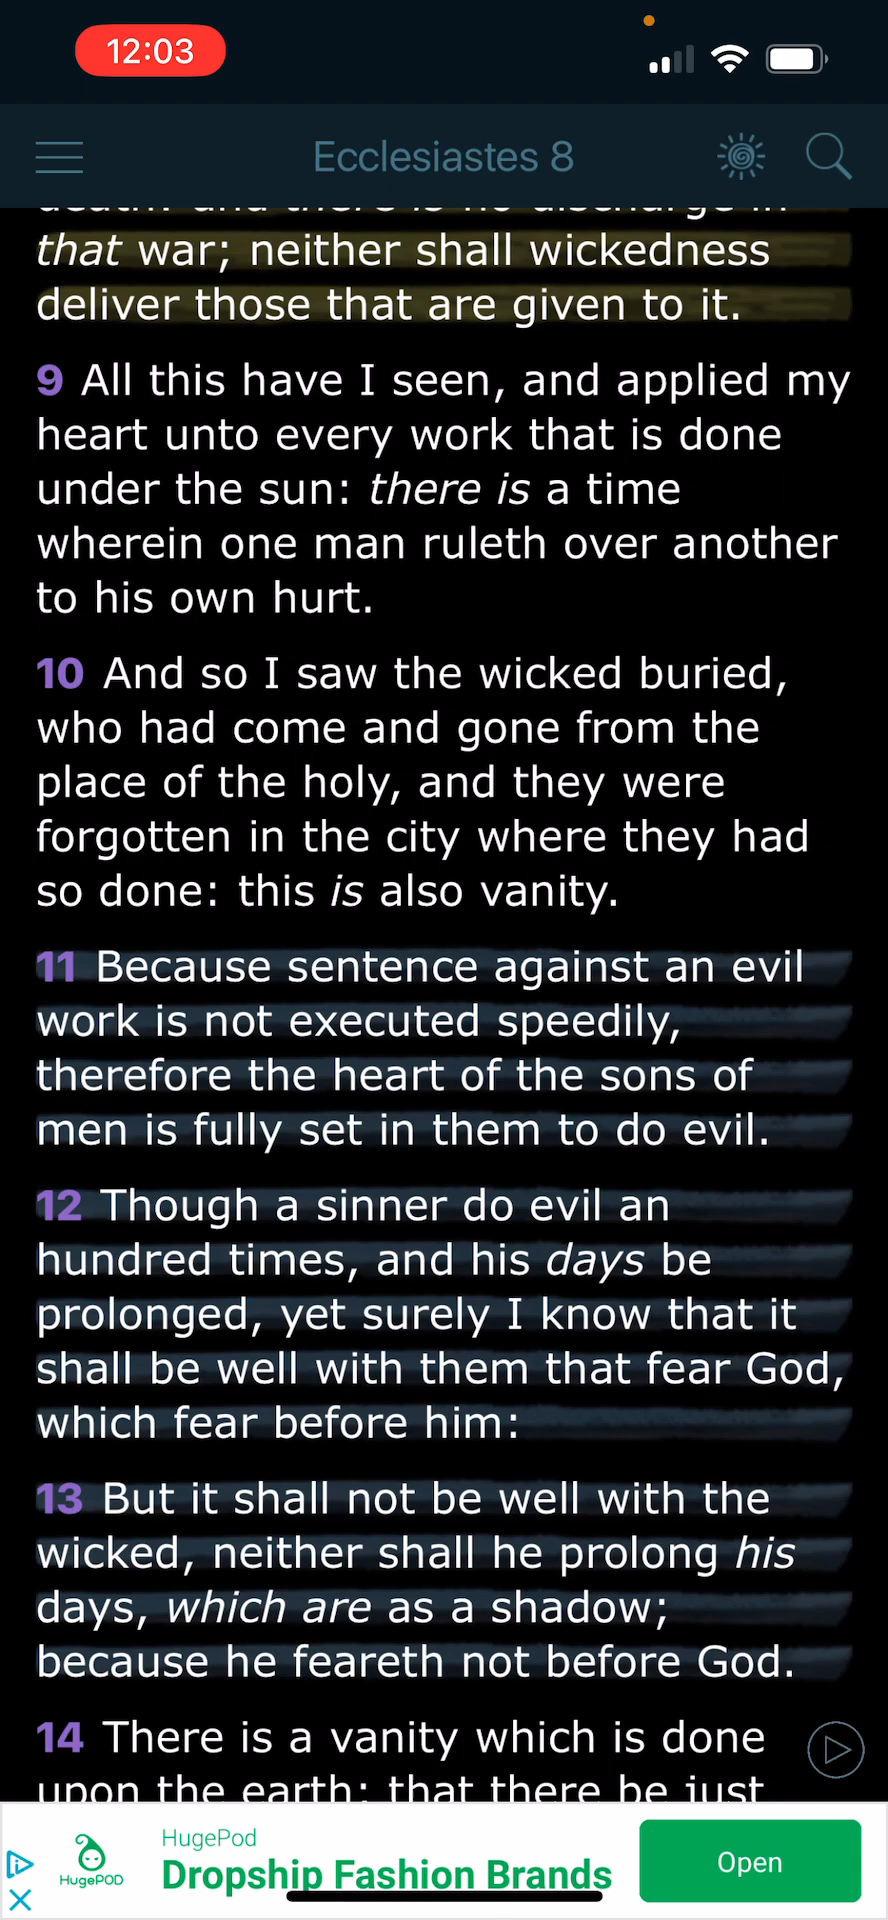 12:03
Ecclesiastes 8
that war; neither shall wickedness
deliver those that are given to it.
9 All this have I seen, and applied my
heart unto every work that is done
under the sun: there is a time
wherein one man ruleth over another
to his own hurt.
10 And so I saw the wicked buried,
who had come and gone from the
place of the holy, and they were
forgotten in the city where they had
so done: this is also vanity.
11 Because sentence against an evil
work is not executed speedily,
therefore the heart of the sons of
men is fully set in them to do evil.
12 Though a sinner do evil an
hundred times, and his days be
prolonged, yet surely I know that it
shall be well with them that fear God,
which fear before him:
13 But it shall not be well with the
wicked, neither shall he prolong his
days, which are as a shadow;
because he feareth not before God.
14 There is a vanity which is done
upon the earth; that there be just
HugePod
Dropship Fashion Brands
HugePOD
Open